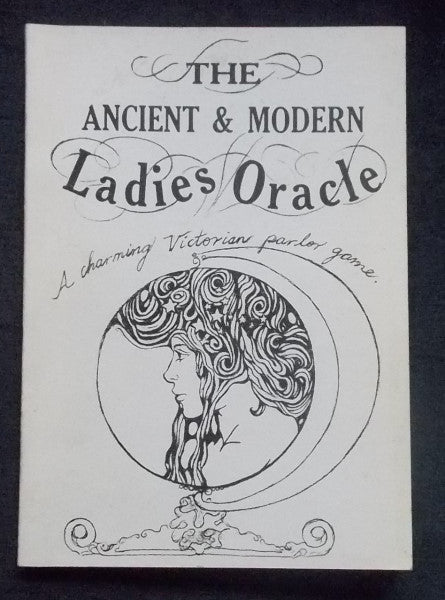 THE
ANCIENT & MODERN
Ladies Oracle
A charming Victorian parlor game.